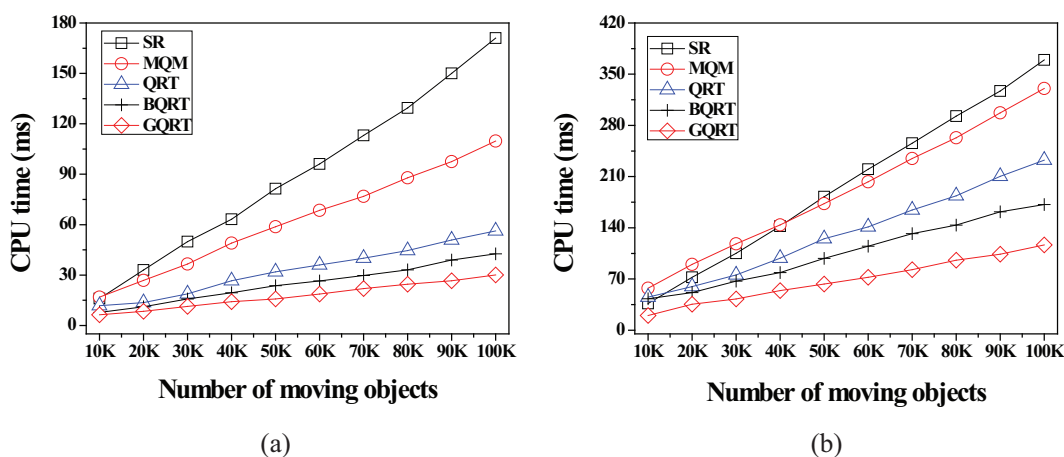 180
150
120
90
60
30
0
CPU time (ms)
SR
MQM
QRT
BQRT
GQRT
10K 20K 30K 40K 50K 60K 70K 80K 90K 100K
Number of moving objects
(a)
420
350
280
210
140
70
0
CPU time (ms)
SR
MQM
QRT
BQRT
GQRT
10K 20K 30K 40K 50K 60K 70K 80K 90K 100K
Number of moving objects
(b)